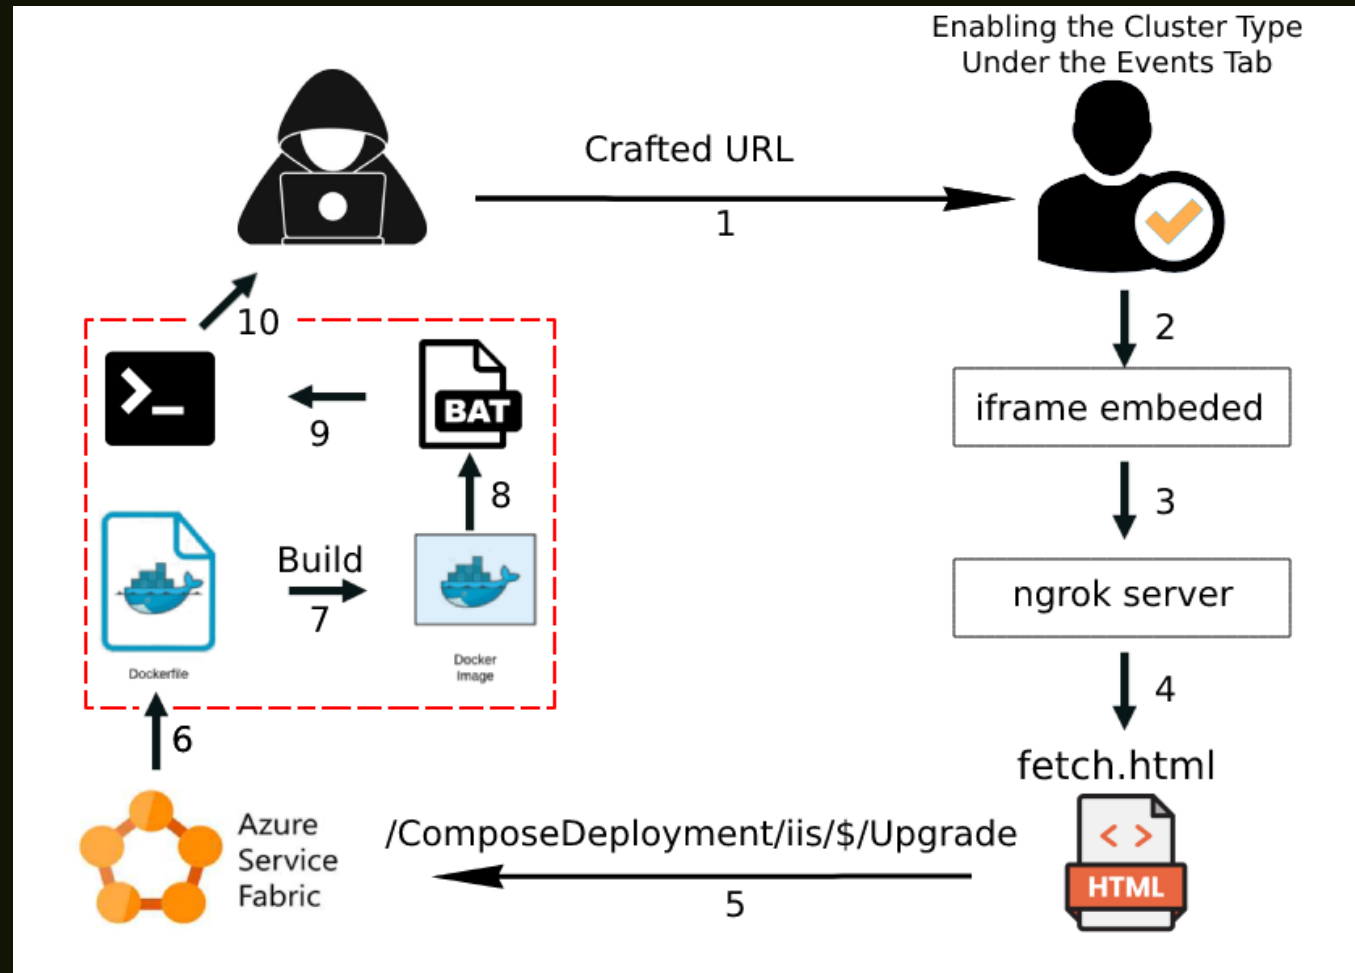 Enabling the Cluster Type
Under the Events Tab
Crafted URL
1
2
iframe embeded
3
ngrok server
4
fetch.html
HTML
/ComposeDeployment/iis/$/Upgrade
5
Azure
Service
Fabric
6
Dockerfile
Build
7
Docker
Image
8
BAT
9
10